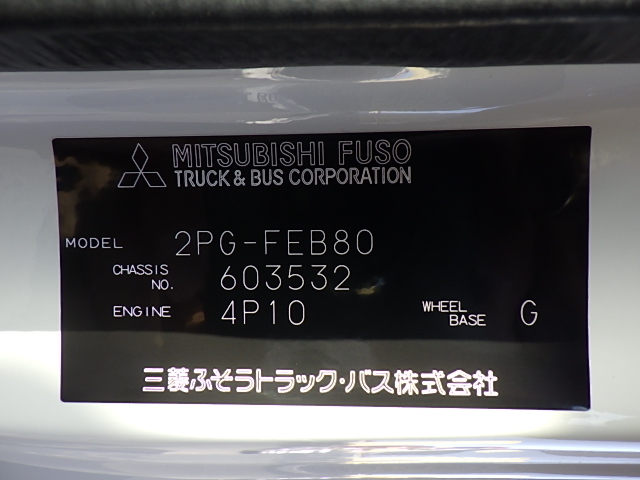 MITSUBISHI FUSO
TRUCK & BUS CORPORATION
MODEL 2PG-FEB80
CHASSIS NO. 603532
ENGINE 4P10 WHEEL BASE G
三菱ふそうトラック・バス株式会社